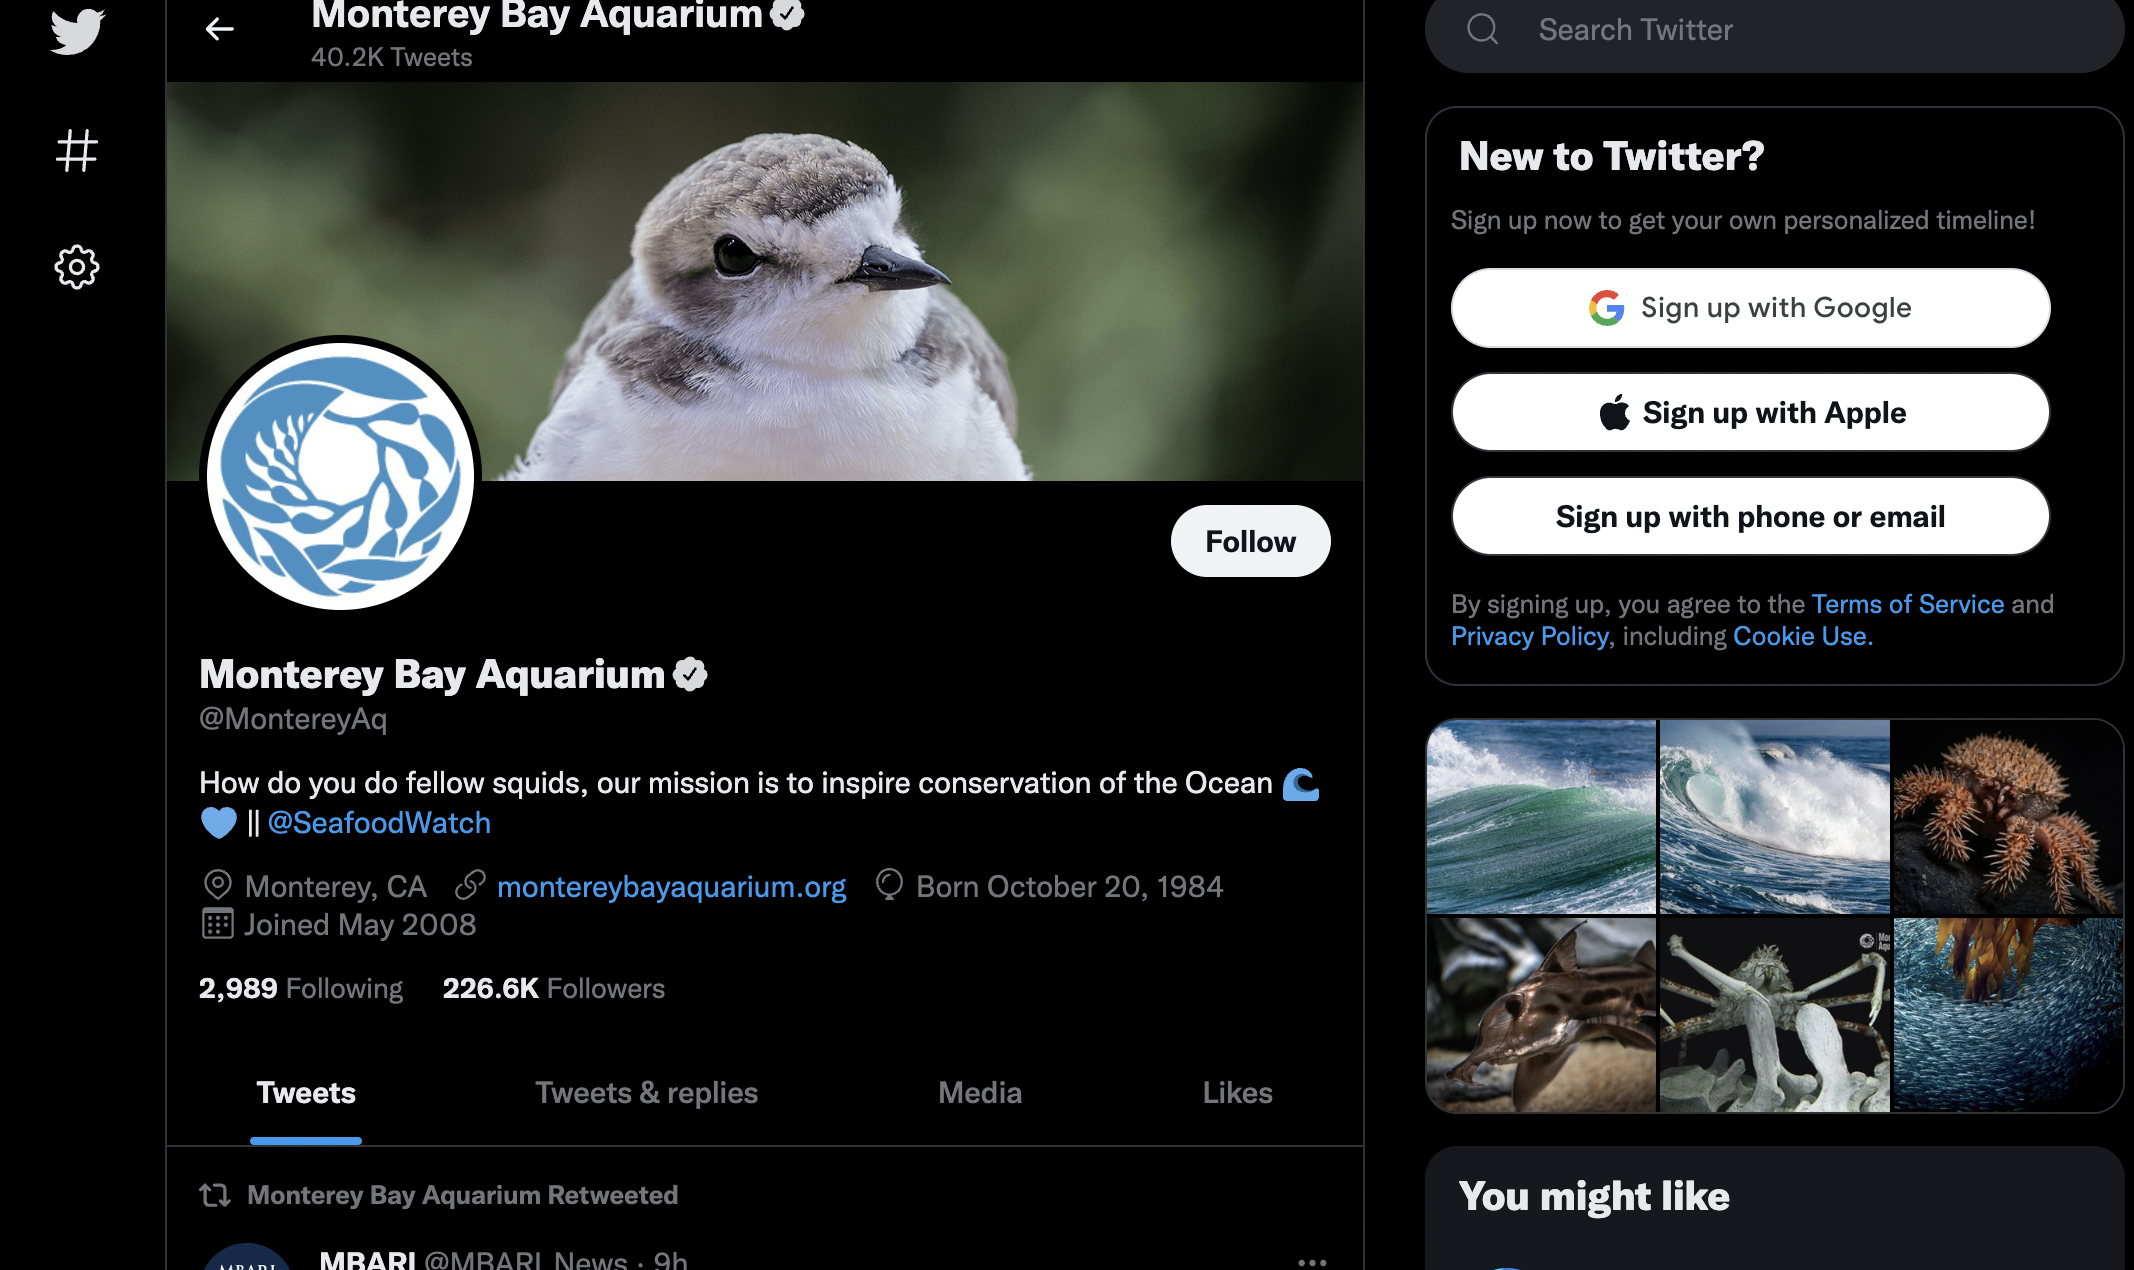 Monterey Bay Aquarium
40.2K Tweets
Follow
Monterey Bay Aquarium
@MontereyAq
How do you do fellow squids, our mission is to inspire conservation of the Ocean 🌊
💙 || @SeafoodWatch
Monterey, CA montereybayaquarium.org Born October 20, 1984
Joined May 2008
2,989 Following 226.6K Followers
Tweets Tweets & replies Media Likes
Monterey Bay Aquarium Retweeted
MBARI @MBARI_News · 9h
MBARI
Search Twitter
New to Twitter?
Sign up now to get your own personalized timeline!
Sign up with Google
Sign up with Apple
Sign up with phone or email
By signing up, you agree to the Terms of Service and
Privacy Policy, including Cookie Use.
You might like